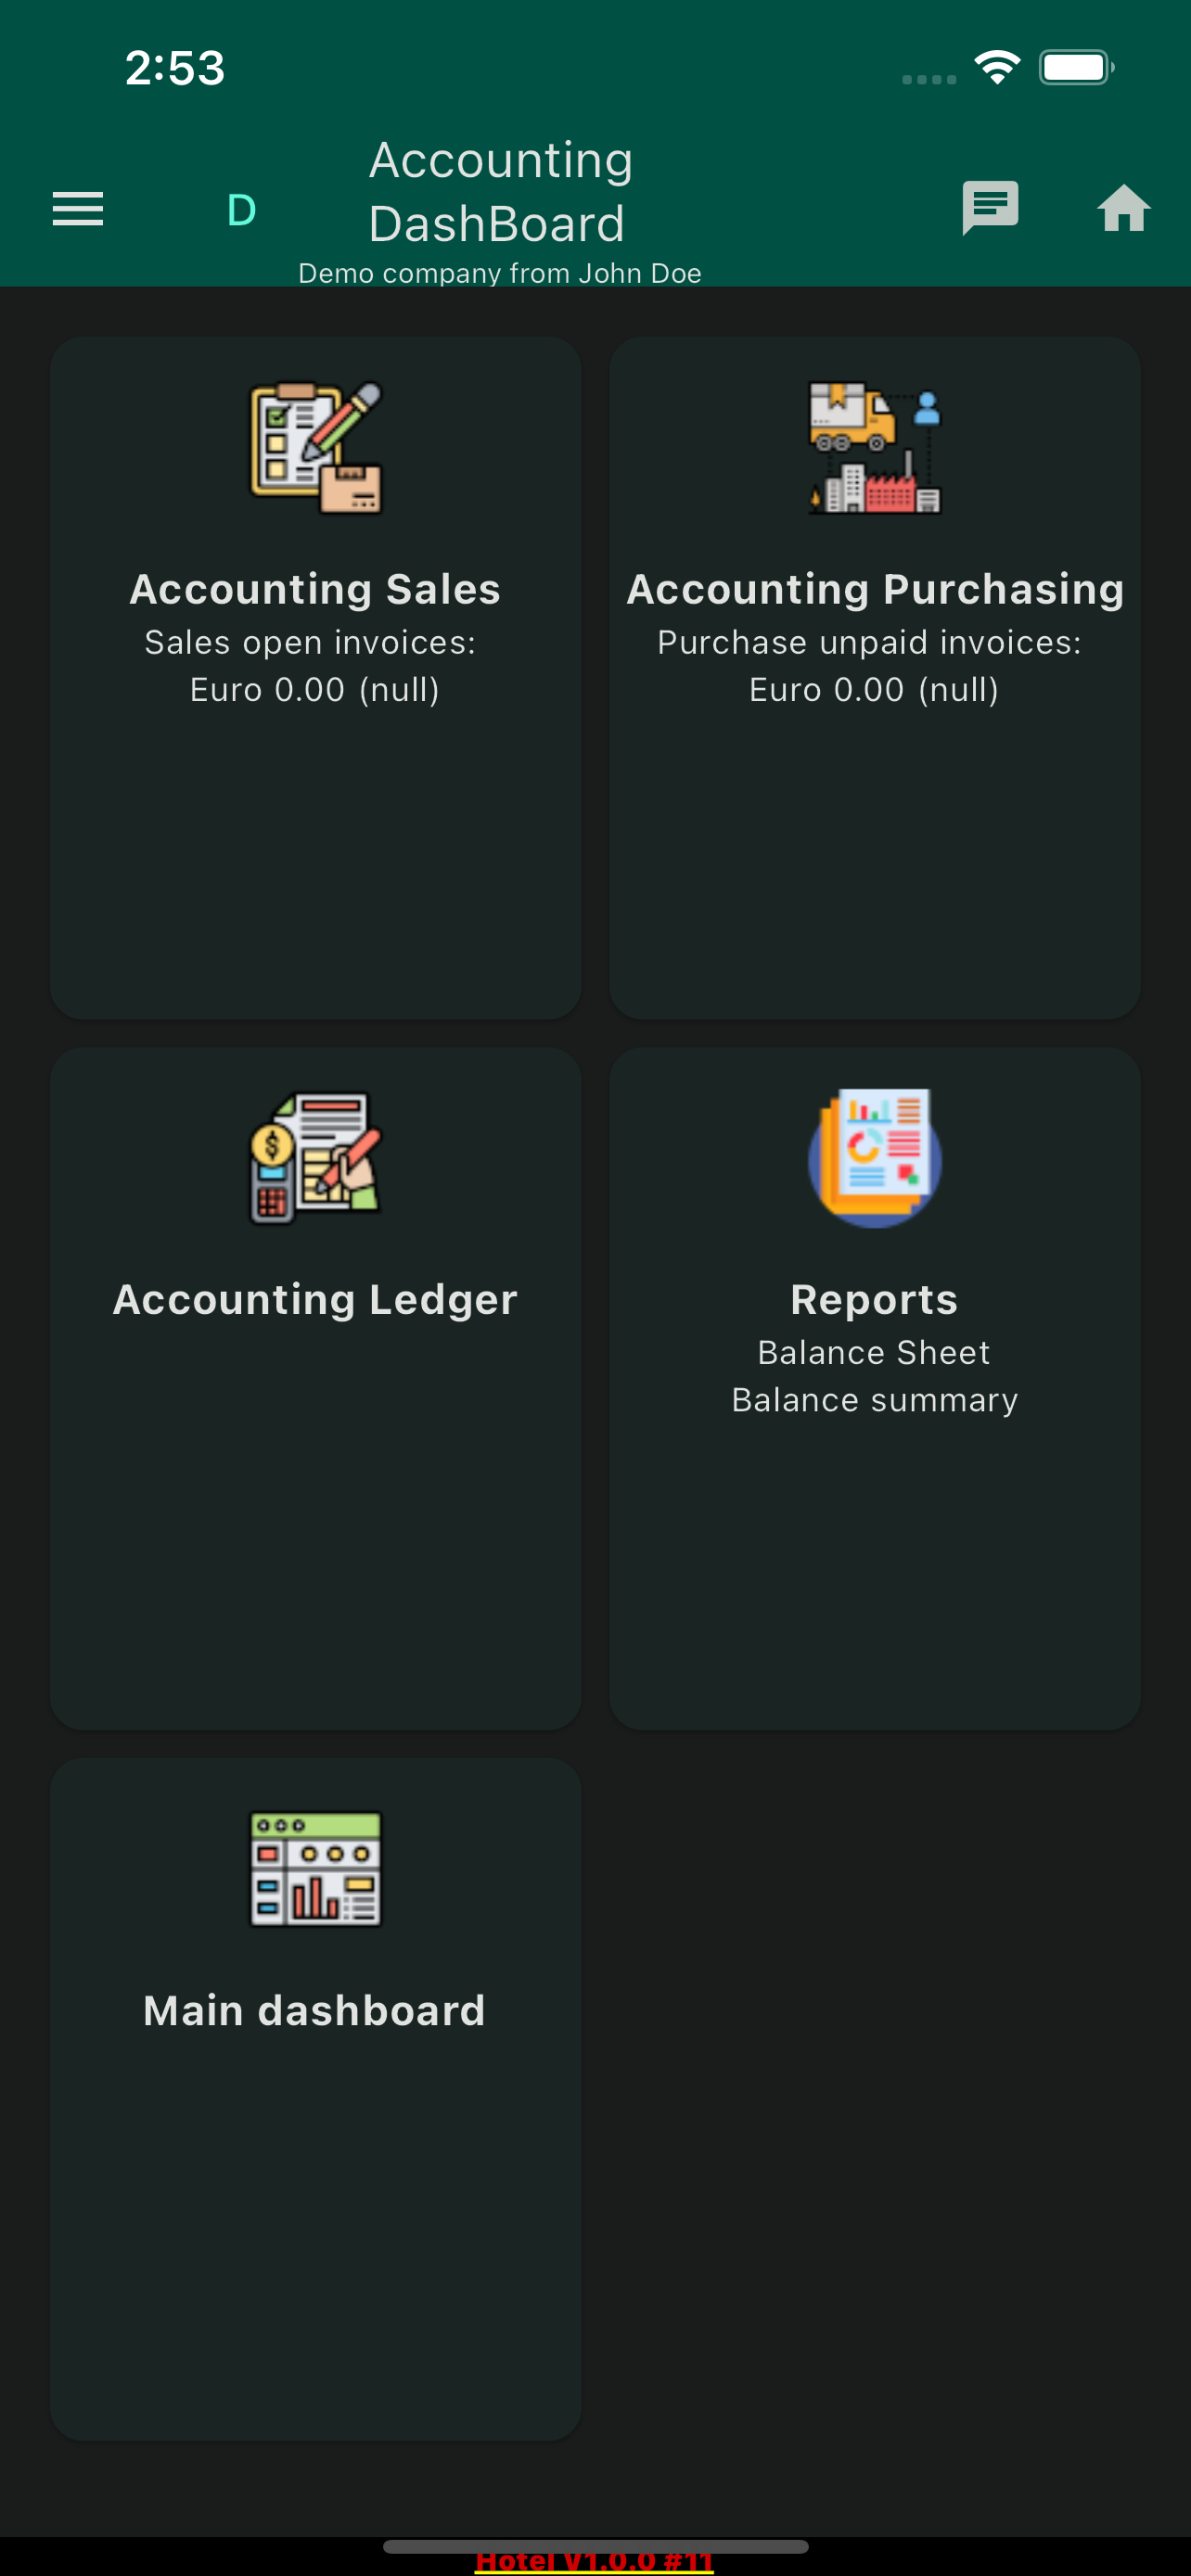 2:53
D
Accounting
DashBoard
Demo company from John Doe
Accounting Sales
Sales open invoices:
Euro 0.00 (null)
Accounting Purchasing
Purchase unpaid invoices:
Euro 0.00 (null)
Accounting Ledger
Reports
Balance Sheet
Balance summary
Main dashboard
Hotel V1.0.0 #11